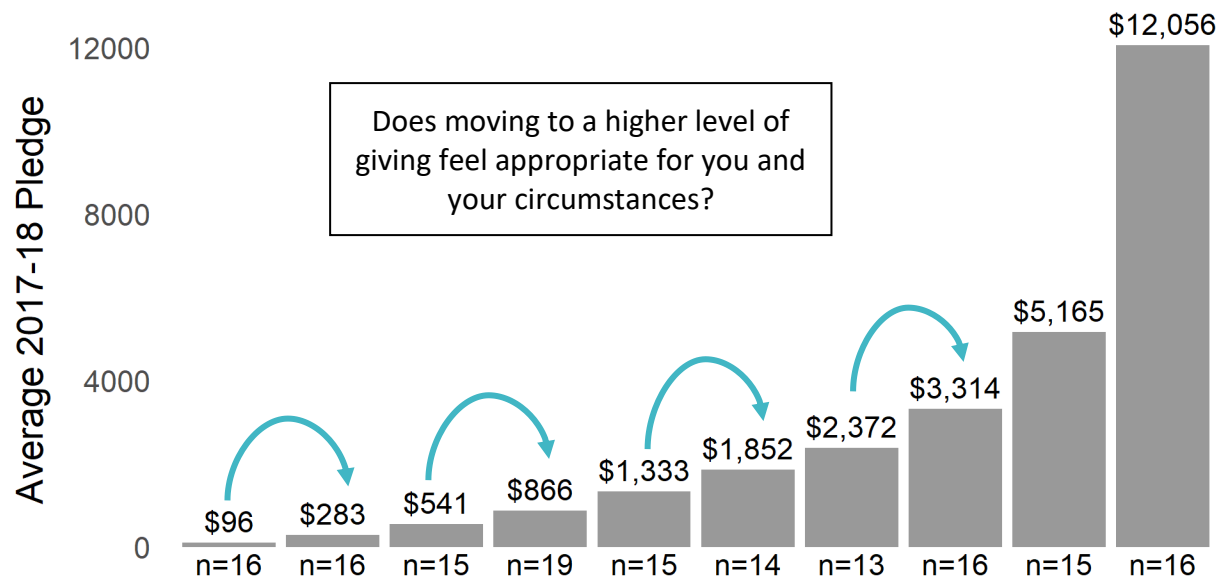 $12,056
12000
Does moving to a higher level of
giving feel appropriate for you and
your circumstances?
Average 2017-18 Pledge
8000
$5,165
4000
$3,314
$2,372
$1,852
$1,333
$866
$541
$283
$96
0
n=16 n=16 n=15 n=19 n=15 n=14 n=13 n=16 n=15 n=16